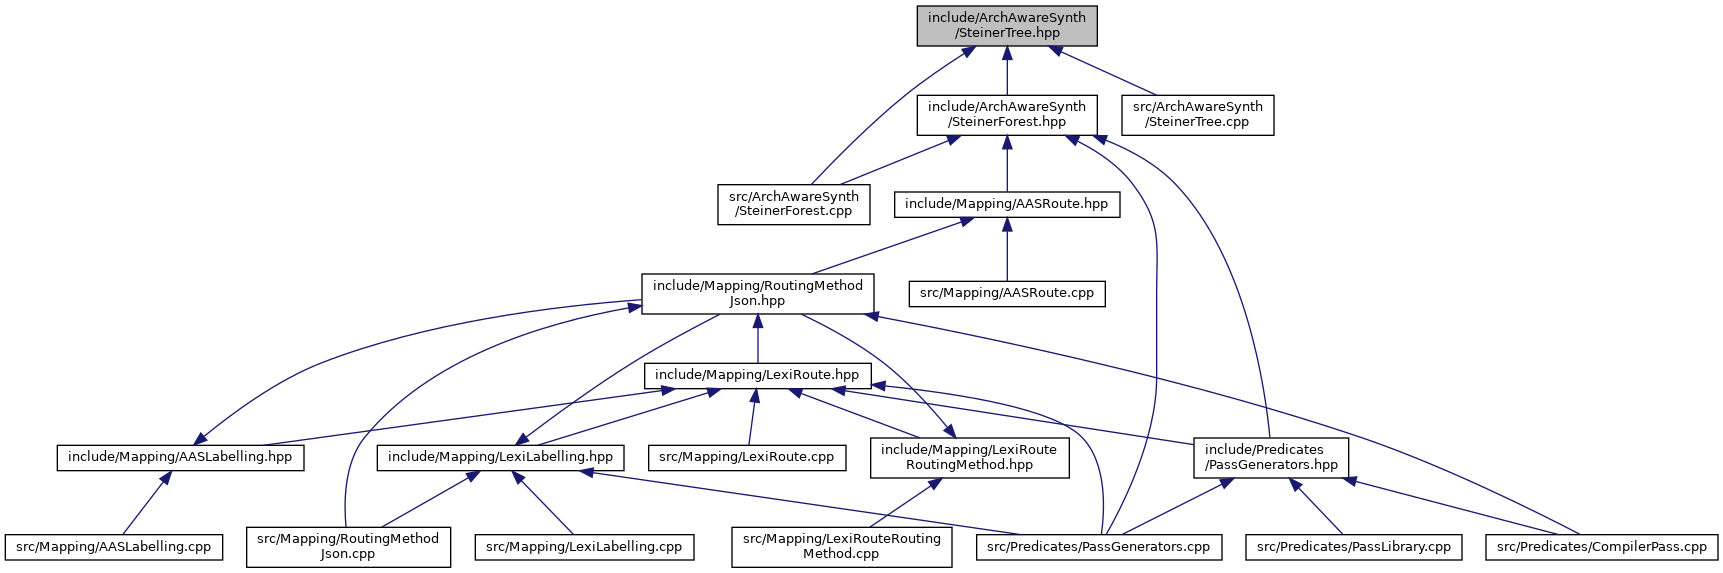 include/ArchAwareSynth
/SteinerTree.hpp
include/ArchAwareSynth
/SteinerForest.hpp
src/ArchAwareSynth
/SteinerTree.cpp
src/ArchAwareSynth
/SteinerForest.cpp
include/Mapping/AASRoute.hpp
include/Mapping/RoutingMethod
Json.hpp
src/Mapping/AASRoute.cpp
include/Mapping/LexiRoute.hpp
include/Mapping/AASLabelling.hpp
include/Mapping/LexiLabelling.hpp
src/Mapping/LexiRoute.cpp
include/Mapping/LexiRoute
RoutingMethod.hpp
include/Predicates
/PassGenerators.hpp
src/Mapping/AASLabelling.cpp
src/Mapping/RoutingMethod
Json.cpp
src/Mapping/LexiLabelling.cpp
src/Mapping/LexiRouteRouting
Method.cpp
src/Predicates/PassGenerators.cpp
src/Predicates/PassLibrary.cpp
src/Predicates/CompilerPass.cpp